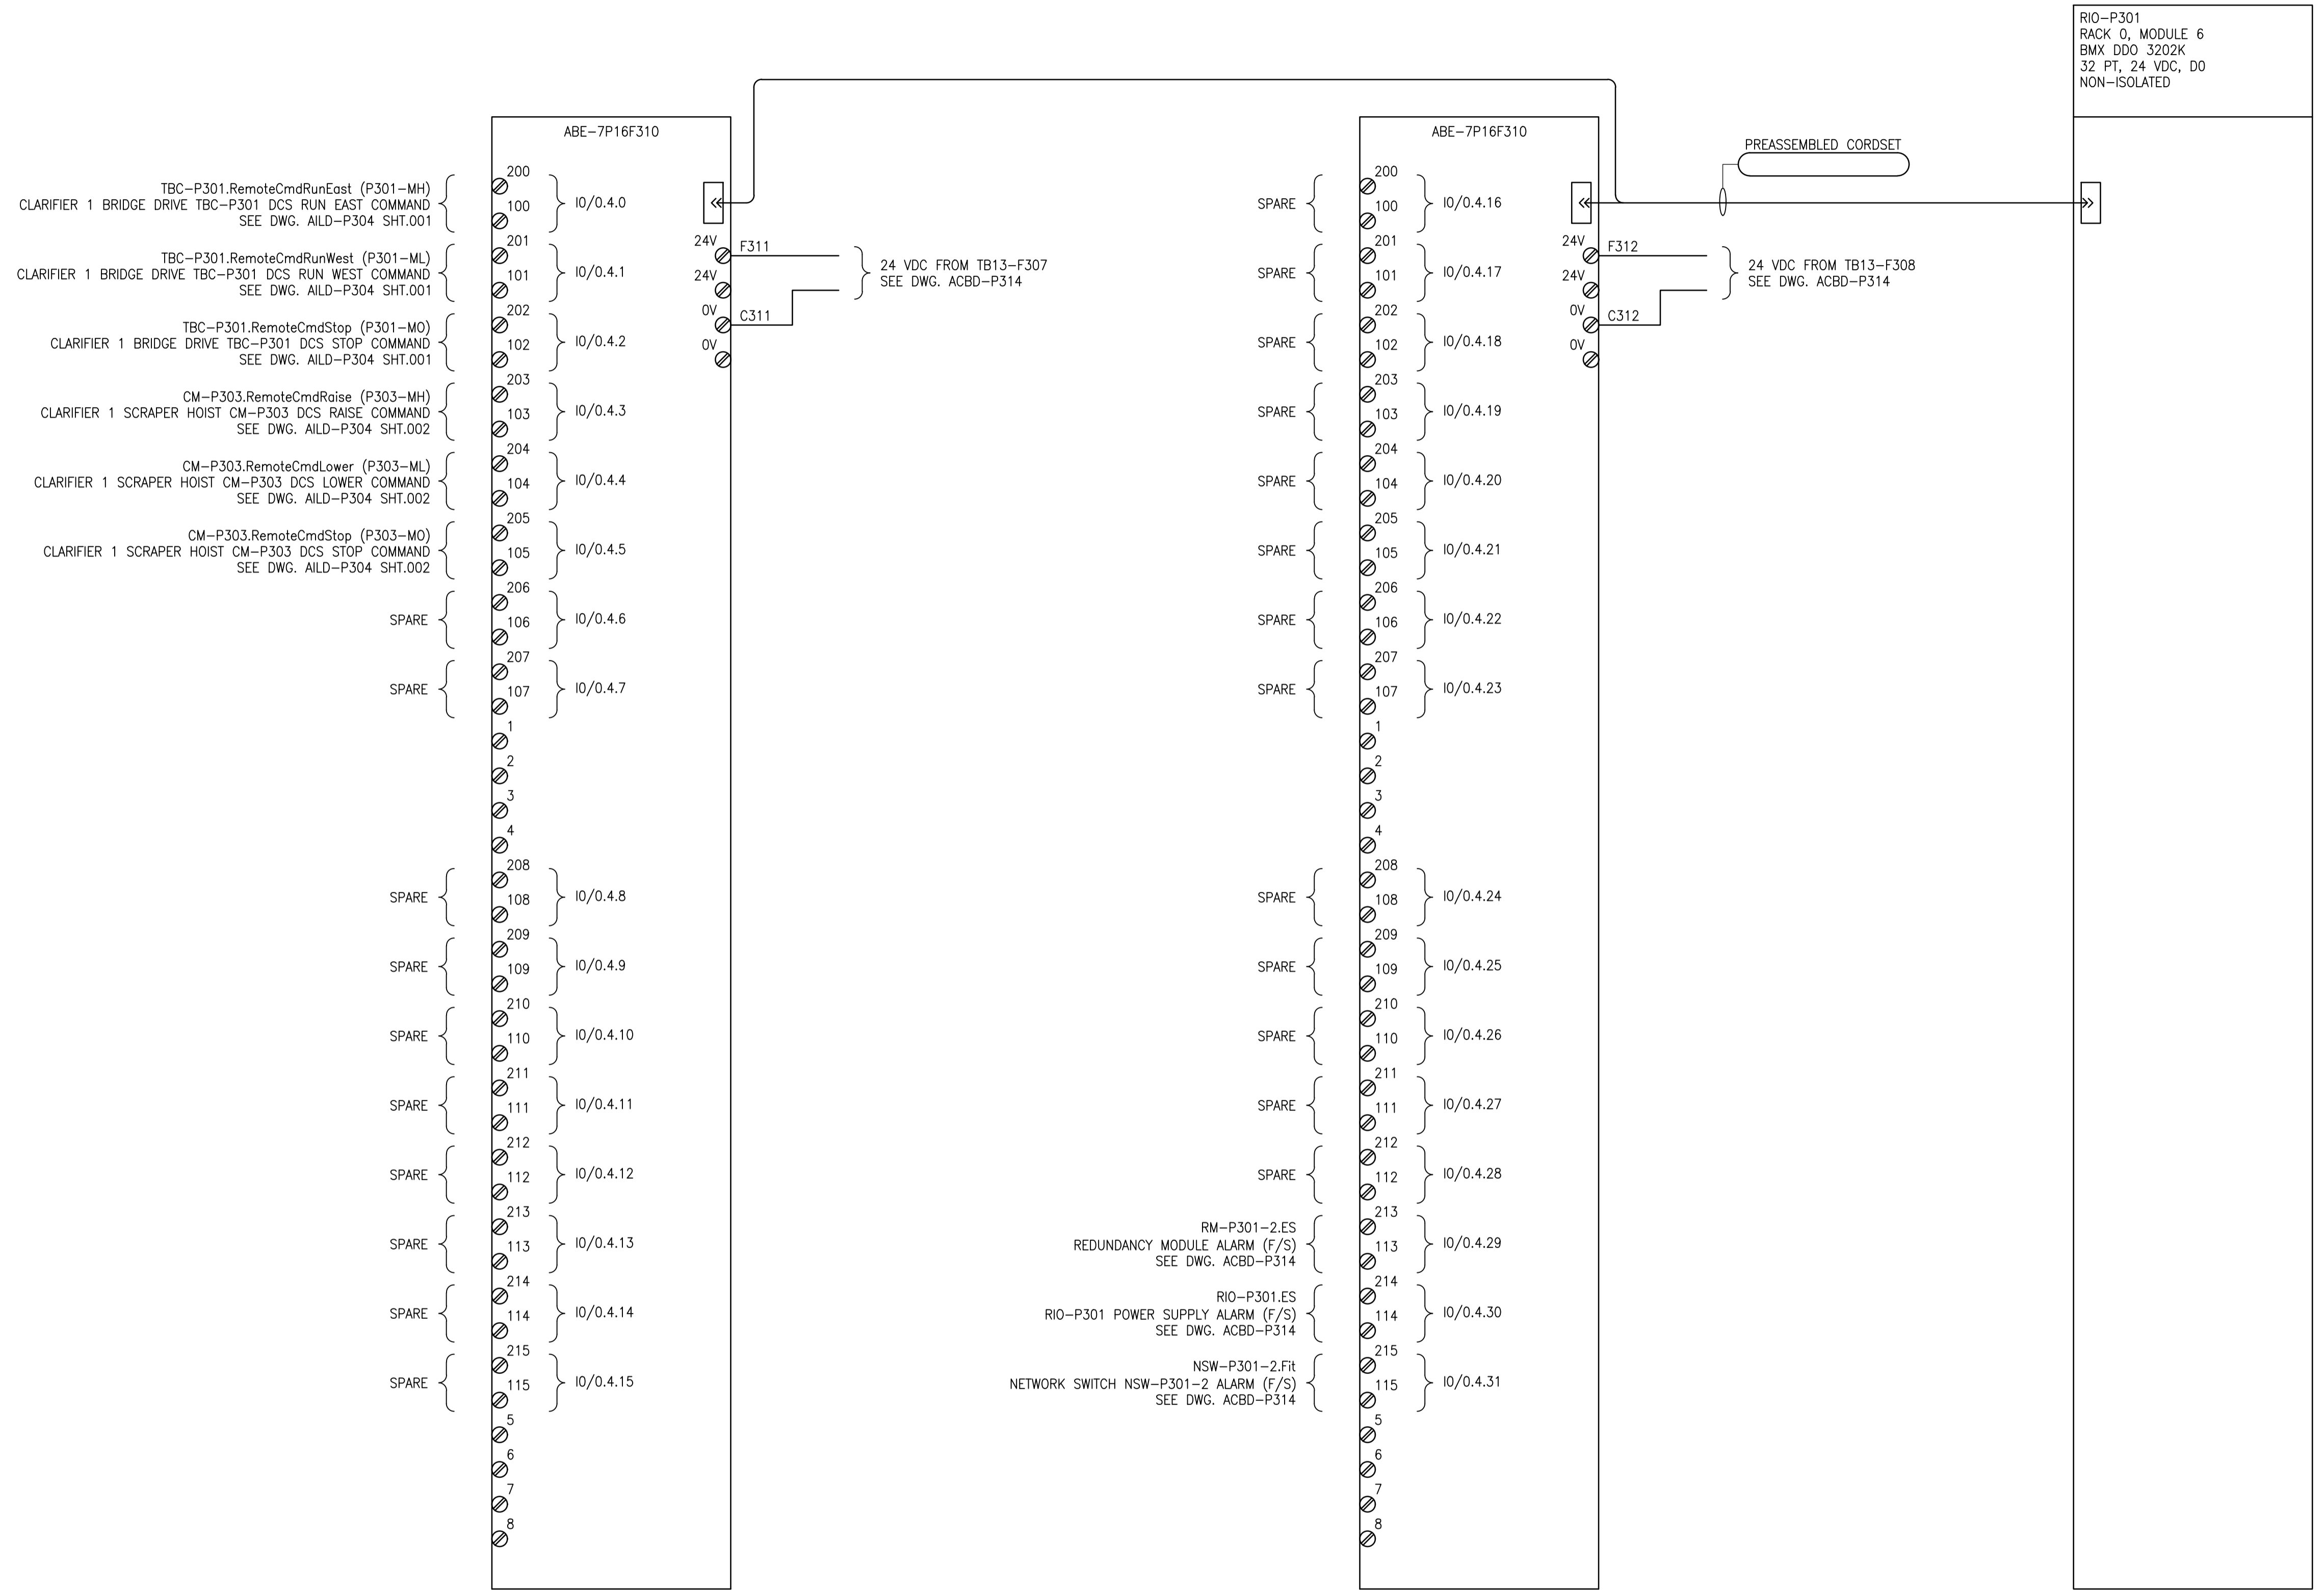 RIO-P301
RACK 0, MODULE 6
BMX DDO 3202K
32 PT, 24 VDC, DO
NON-ISOLATED
PREASSEMBLED CORDSET
ABE-7P16F310
TBC-P301.RemoteCmdRunEast (P301-MH)
CLARIFIER 1 BRIDGE DRIVE TBC-P301 DCS RUN EAST COMMAND
SEE DWG. AILD-P304 SHT.001
200
100
IO/0.4.0
TBC-P301.RemoteCmdRunWest (P301-ML)
CLARIFIER 1 BRIDGE DRIVE TBC-P301 DCS RUN WEST COMMAND
SEE DWG. AILD-P304 SHT.001
201
101
IO/0.4.1
TBC-P301.RemoteCmdStop (P301-MO)
CLARIFIER 1 BRIDGE DRIVE TBC-P301 DCS STOP COMMAND
SEE DWG. AILD-P304 SHT.001
202
102
IO/0.4.2
CM-P303.RemoteCmdRaise (P303-MH)
CLARIFIER 1 SCRAPER HOIST CM-P303 DCS RAISE COMMAND
SEE DWG. AILD-P304 SHT.002
203
103
IO/0.4.3
CM-P303.RemoteCmdLower (P303-ML)
CLARIFIER 1 SCRAPER HOIST CM-P303 DCS LOWER COMMAND
SEE DWG. AILD-P304 SHT.002
204
104
IO/0.4.4
CM-P303.RemoteCmdStop (P303-MO)
CLARIFIER 1 SCRAPER HOIST CM-P303 DCS STOP COMMAND
SEE DWG. AILD-P304 SHT.002
205
105
IO/0.4.5
SPARE
206
106
IO/0.4.6
SPARE
207
107
IO/0.4.7
1
2
3
4
SPARE
208
108
IO/0.4.8
SPARE
209
109
IO/0.4.9
SPARE
210
110
IO/0.4.10
SPARE
211
111
IO/0.4.11
SPARE
212
112
IO/0.4.12
SPARE
213
113
IO/0.4.13
SPARE
214
114
IO/0.4.14
SPARE
215
115
IO/0.4.15
5
6
7
8
24V
F311
24V
0V
C311
0V
24 VDC FROM TB13-F307
SEE DWG. ACBD-P314
ABE-7P16F310
SPARE
200
100
IO/0.4.16
SPARE
201
101
IO/0.4.17
SPARE
202
102
IO/0.4.18
SPARE
203
103
IO/0.4.19
SPARE
204
104
IO/0.4.20
SPARE
205
105
IO/0.4.21
SPARE
206
106
IO/0.4.22
SPARE
207
107
IO/0.4.23
1
2
3
4
SPARE
208
108
IO/0.4.24
SPARE
209
109
IO/0.4.25
SPARE
210
110
IO/0.4.26
SPARE
211
111
IO/0.4.27
SPARE
212
112
IO/0.4.28
RM-P301-2.ES
REDUNDANCY MODULE ALARM (F/S)
SEE DWG. ACBD-P314
213
113
IO/0.4.29
RIO-P301.ES
RIO-P301 POWER SUPPLY ALARM (F/S)
SEE DWG. ACBD-P314
214
114
IO/0.4.30
NSW-P301-2.Fit
NETWORK SWITCH NSW-P301-2 ALARM (F/S)
SEE DWG. ACBD-P314
215
115
IO/0.4.31
5
6
7
8
24V
F312
24V
0V
C312
0V
24 VDC FROM TB13-F308
SEE DWG. ACBD-P314